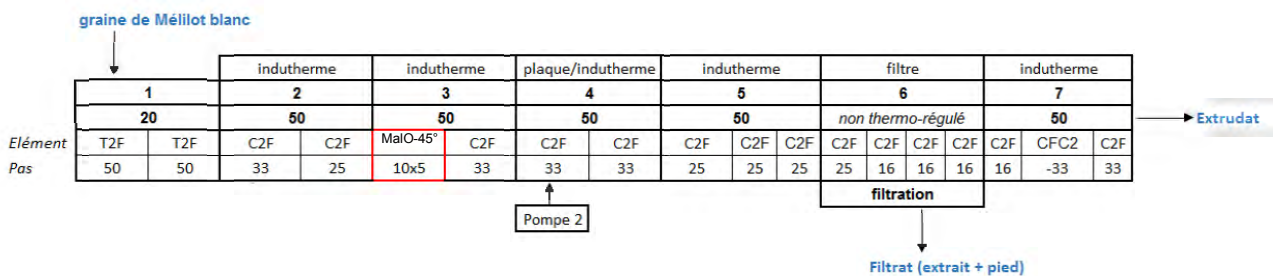 graine de Mélilot blanc
indutherme indutherme plaque/indutherme indutherme filtre indutherme
1 2 3 4 5 6 7
20 50 50 50 50 non thermo-régulé 50
Extrudat
Elément T2F T2F C2F C2F MalO-45° C2F C2F C2F C2F C2F C2F C2F C2F C2F C2F C2F CFC2 C2F
Pas 50 50 33 25 10x5 33 33 33 25 25 25 25 16 16 16 16 -33 33
filtration
Pompe 2
Filtrat (extrait + pied)